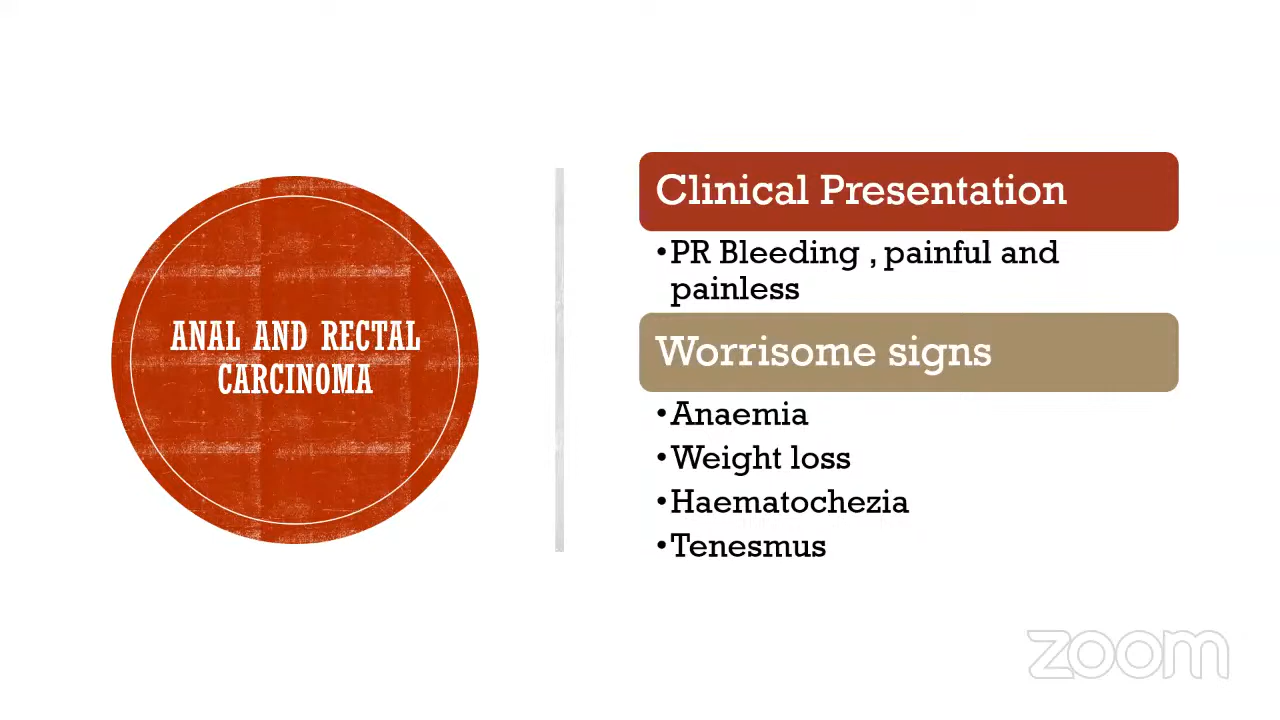 ANAL AND RECTAL
CARCINOMA
Clinical Presentation
•PR Bleeding , painful and
painless
Worrisome signs
•Anaemia
•Weight loss
•Haematochezia
•Tenesmus
zoom